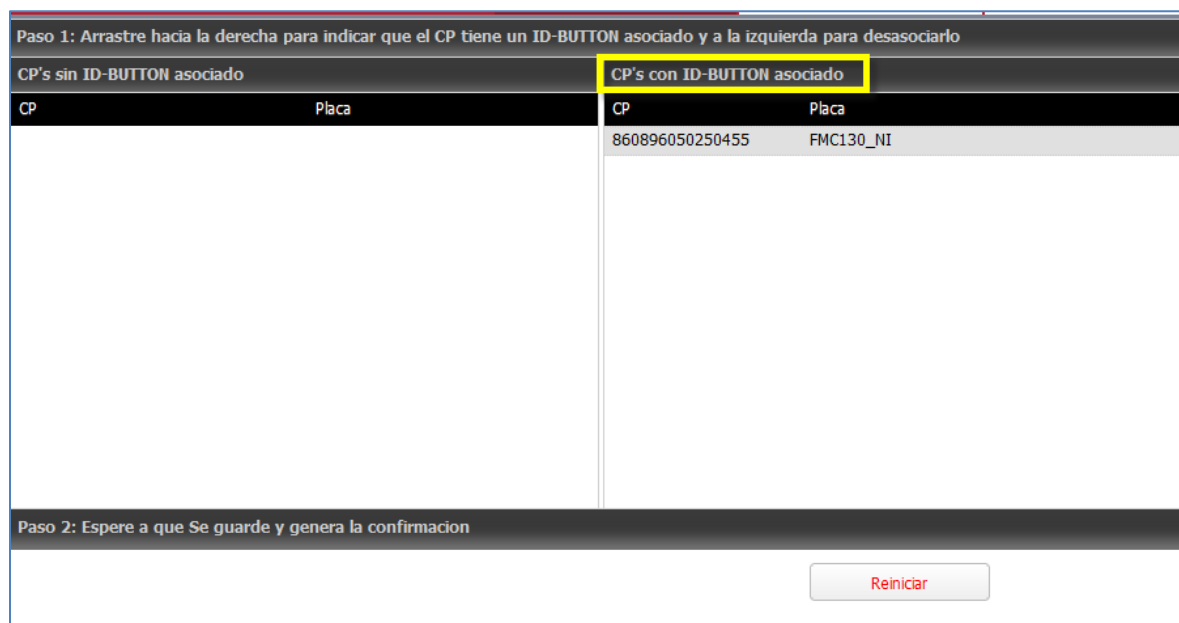 Paso 1: Arrastre hacia la derecha para indicar que el CP tiene un ID-BUTTON asociado y a la izquierda para desasociarlo
CP's sin ID-BUTTON asociado
CP's con ID-BUTTON asociado
CP Placa
CP Placa
860896050250455 FMC130_NI
Paso 2: Espere a que Se guarde y genera la confirmacion
Reiniciar